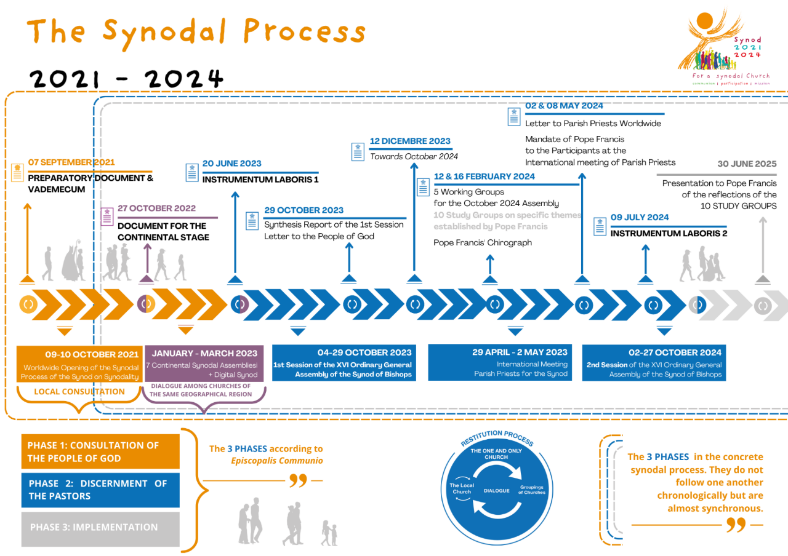 The Synodal Process
2021 - 2024
Synod
2021
2024
For a synodal Church
communion | participation | mission
07 SEPTEMBER 2021
PREPARATORY DOCUMENT &
VADEMECUM
27 OCTOBER 2022
DOCUMENT FOR THE
CONTINENTAL STAGE
20 JUNE 2023
INSTRUMENTUM LABORIS 1
29 OCTOBER 2023
Synthesis Report of the 1st Session
Letter to the People of God
12 DICEMBRE 2023
Towards October 2024
12 & 16 FEBRUARY 2024
5 Working Groups
for the October 2024 Assembly
10 Study Groups on specific themes
established by Pope Francis
Pope Francis' Chirograph
02 & 08 MAY 2024
Letter to Parish Priests Worldwide
Mandate of Pope Francis
to the Participants at the
International meeting of Parish Priests
09 JULY 2024
INSTRUMENTUM LABORIS 2
30 JUNE 2025
Presentation to Pope Francis
of the reflections of the
10 STUDY GROUPS
09-10 OCTOBER 2021
Worldwide Opening of the Synodal
Process of the Synod on Synodality
LOCAL CONSULTATION
JANUARY - MARCH 2023
7 Continental Synodal Assemblies
+ Digital Synod
DIALOGUE AMONG CHURCHES OF
THE SAME GEOGRAPHICAL REGION
04-29 OCTOBER 2023
1st Session of the XVI Ordinary General
Assembly of the Synod of Bishops
29 APRIL - 2 MAY 2023
International Meeting
Parish Priests for the Synod
02-27 OCTOBER 2024
2nd Session of the XVI Ordinary General
Assembly of the Synod of Bishops
PHASE 1: CONSULTATION OF
THE PEOPLE OF GOD
PHASE 2: DISCERNMENT OF
THE PASTORS
PHASE 3: IMPLEMENTATION
The 3 PHASES according to
Episcopalis Communio
RESTITUTION PROCESS
THE ONE AND ONLY
CHURCH
The Local
Church
DIALOGUE
Groupings
of Churches
The 3 PHASES in the concrete
synodal process. They do not
follow one another
chronologically but are
almost synchronous.